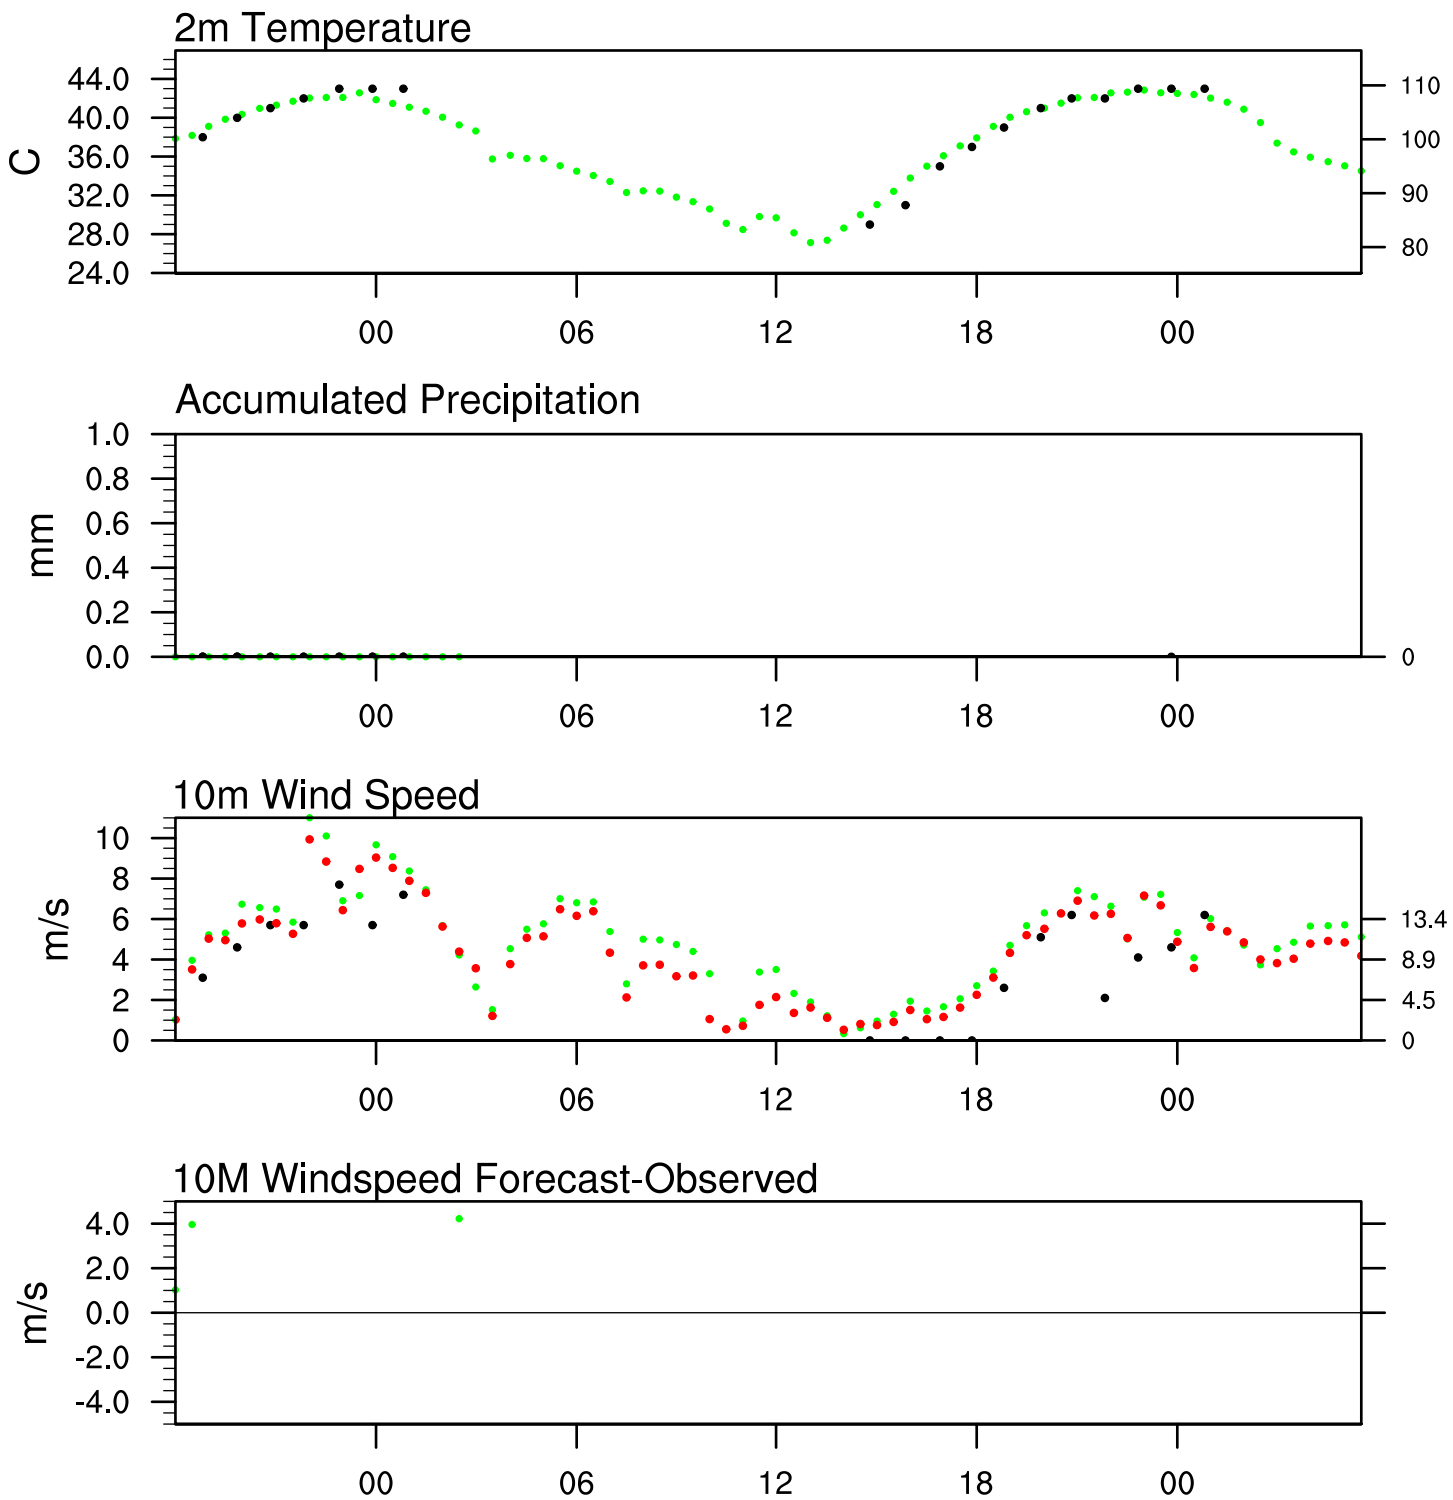 2m Temperature
44.0
40.0
36.0
32.0
28.0
24.0
C
110
100
90
80
00 06 12 18 00
Accumulated Precipitation
1.0
0.8
0.6
0.4
0.2
0.0
mm
0
00 06 12 18 00
10m Wind Speed
10
8
6
4
2
0
m/s
13.4
8.9
4.5
0
00 06 12 18 00
10M Windspeed Forecast-Observed
4.0
2.0
0.0
-2.0
-4.0
m/s
00 06 12 18 00